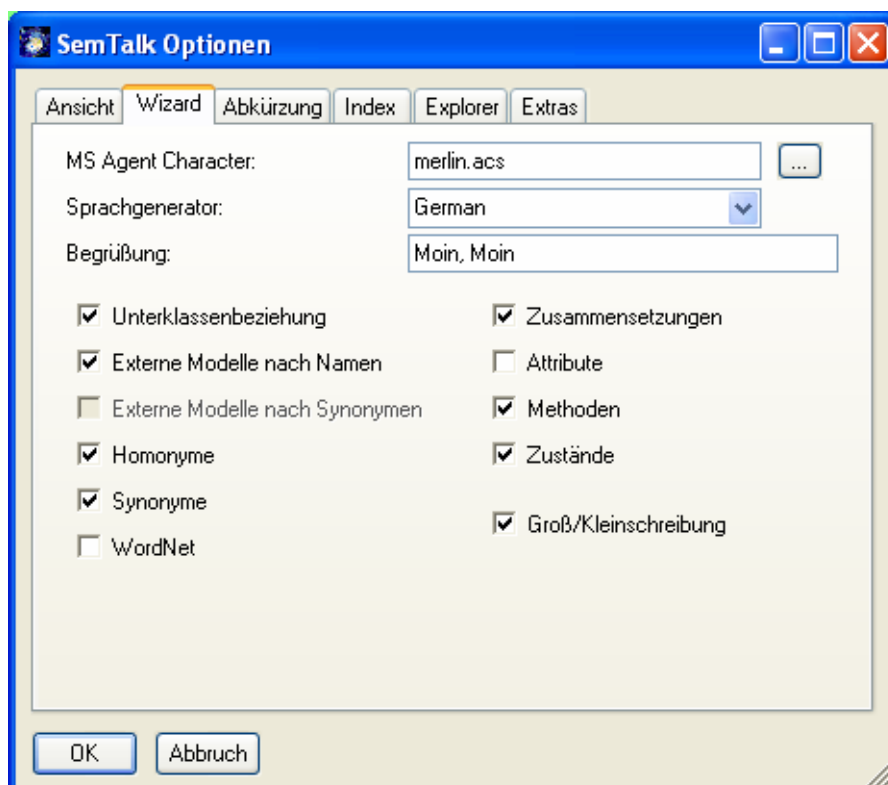 SemTalk Optionen
Ansicht Wizard Abkürzung Index Explorer Extras
MS Agent Character: merlin.acs ...
Sprachgenerator: German
Begrüßung: Moin, Moin
Unterklassenbeziehung Zusammensetzungen
Externe Modelle nach Namen Attribute
Externe Modelle nach Synonymen Methoden
Homonyme Zustände
Synonyme
Groß/Kleinschreibung
WordNet
OK Abbruch